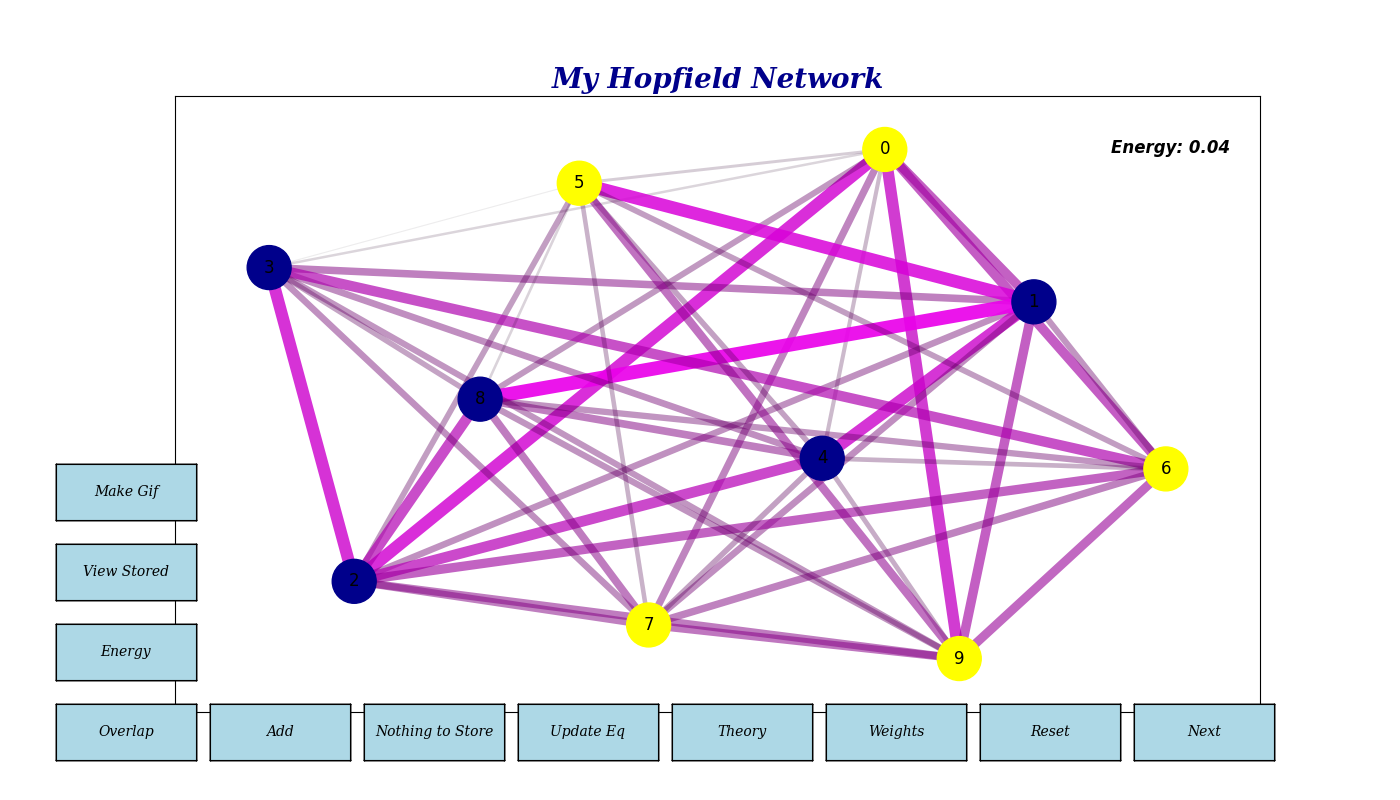 My Hopfield Network
Energy: 0.04
0
5
3
1
8
4
6
2
7
9
Make Gif
View Stored
Energy
Overlap
Add
Nothing to Store
Update Eq
Theory
Weights
Reset
Next